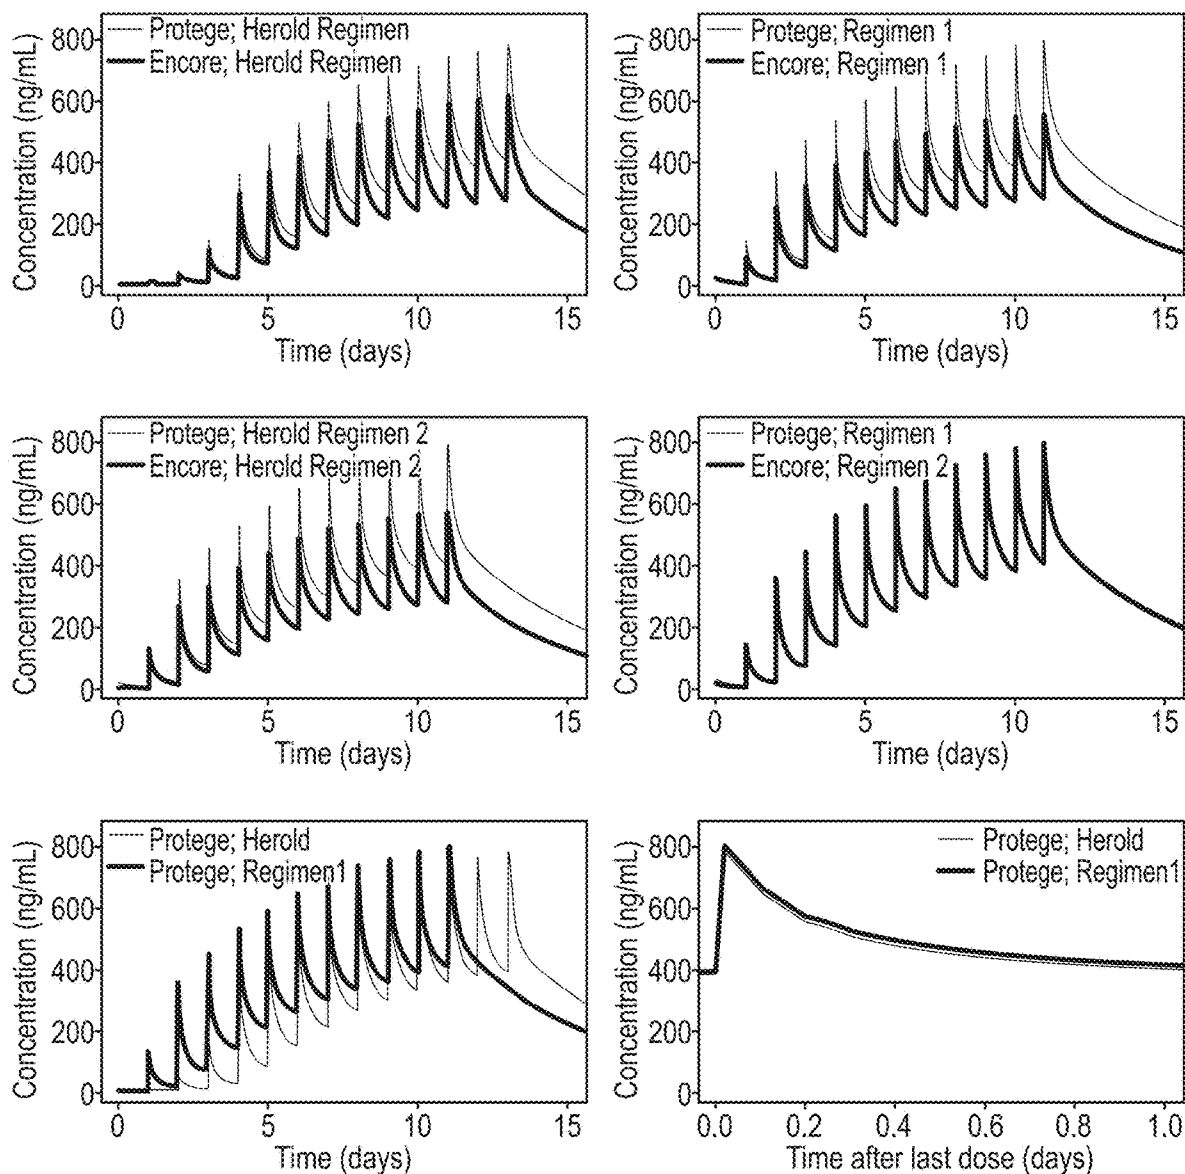 Protege; Herold Regimen
Encore; Herold Regimen
Concentration (ng/mL)
800
600
400
200
0
0 5 10 15
Time (days)
Protege; Regimen 1
Encore; Regimen 1
Concentration (ng/mL)
800
600
400
200
0
0 5 10 15
Time (days)
Protege; Herold Regimen 2
Encore; Herold Regimen 2
Concentration (ng/mL)
800
600
400
200
0
0 5 10 15
Time (days)
Protege; Regimen 1
Encore; Regimen 2
Concentration (ng/mL)
800
600
400
200
0
0 5 10 15
Time (days)
Protege; Herold
Protege; Regimen1
Concentration (ng/mL)
800
600
400
200
0
0 5 10 15
Time (days)
Protege; Herold
Protege; Regimen1
Concentration (ng/mL)
800
600
400
200
0
0.0 0.2 0.4 0.6 0.8 1.0
Time after last dose (days)